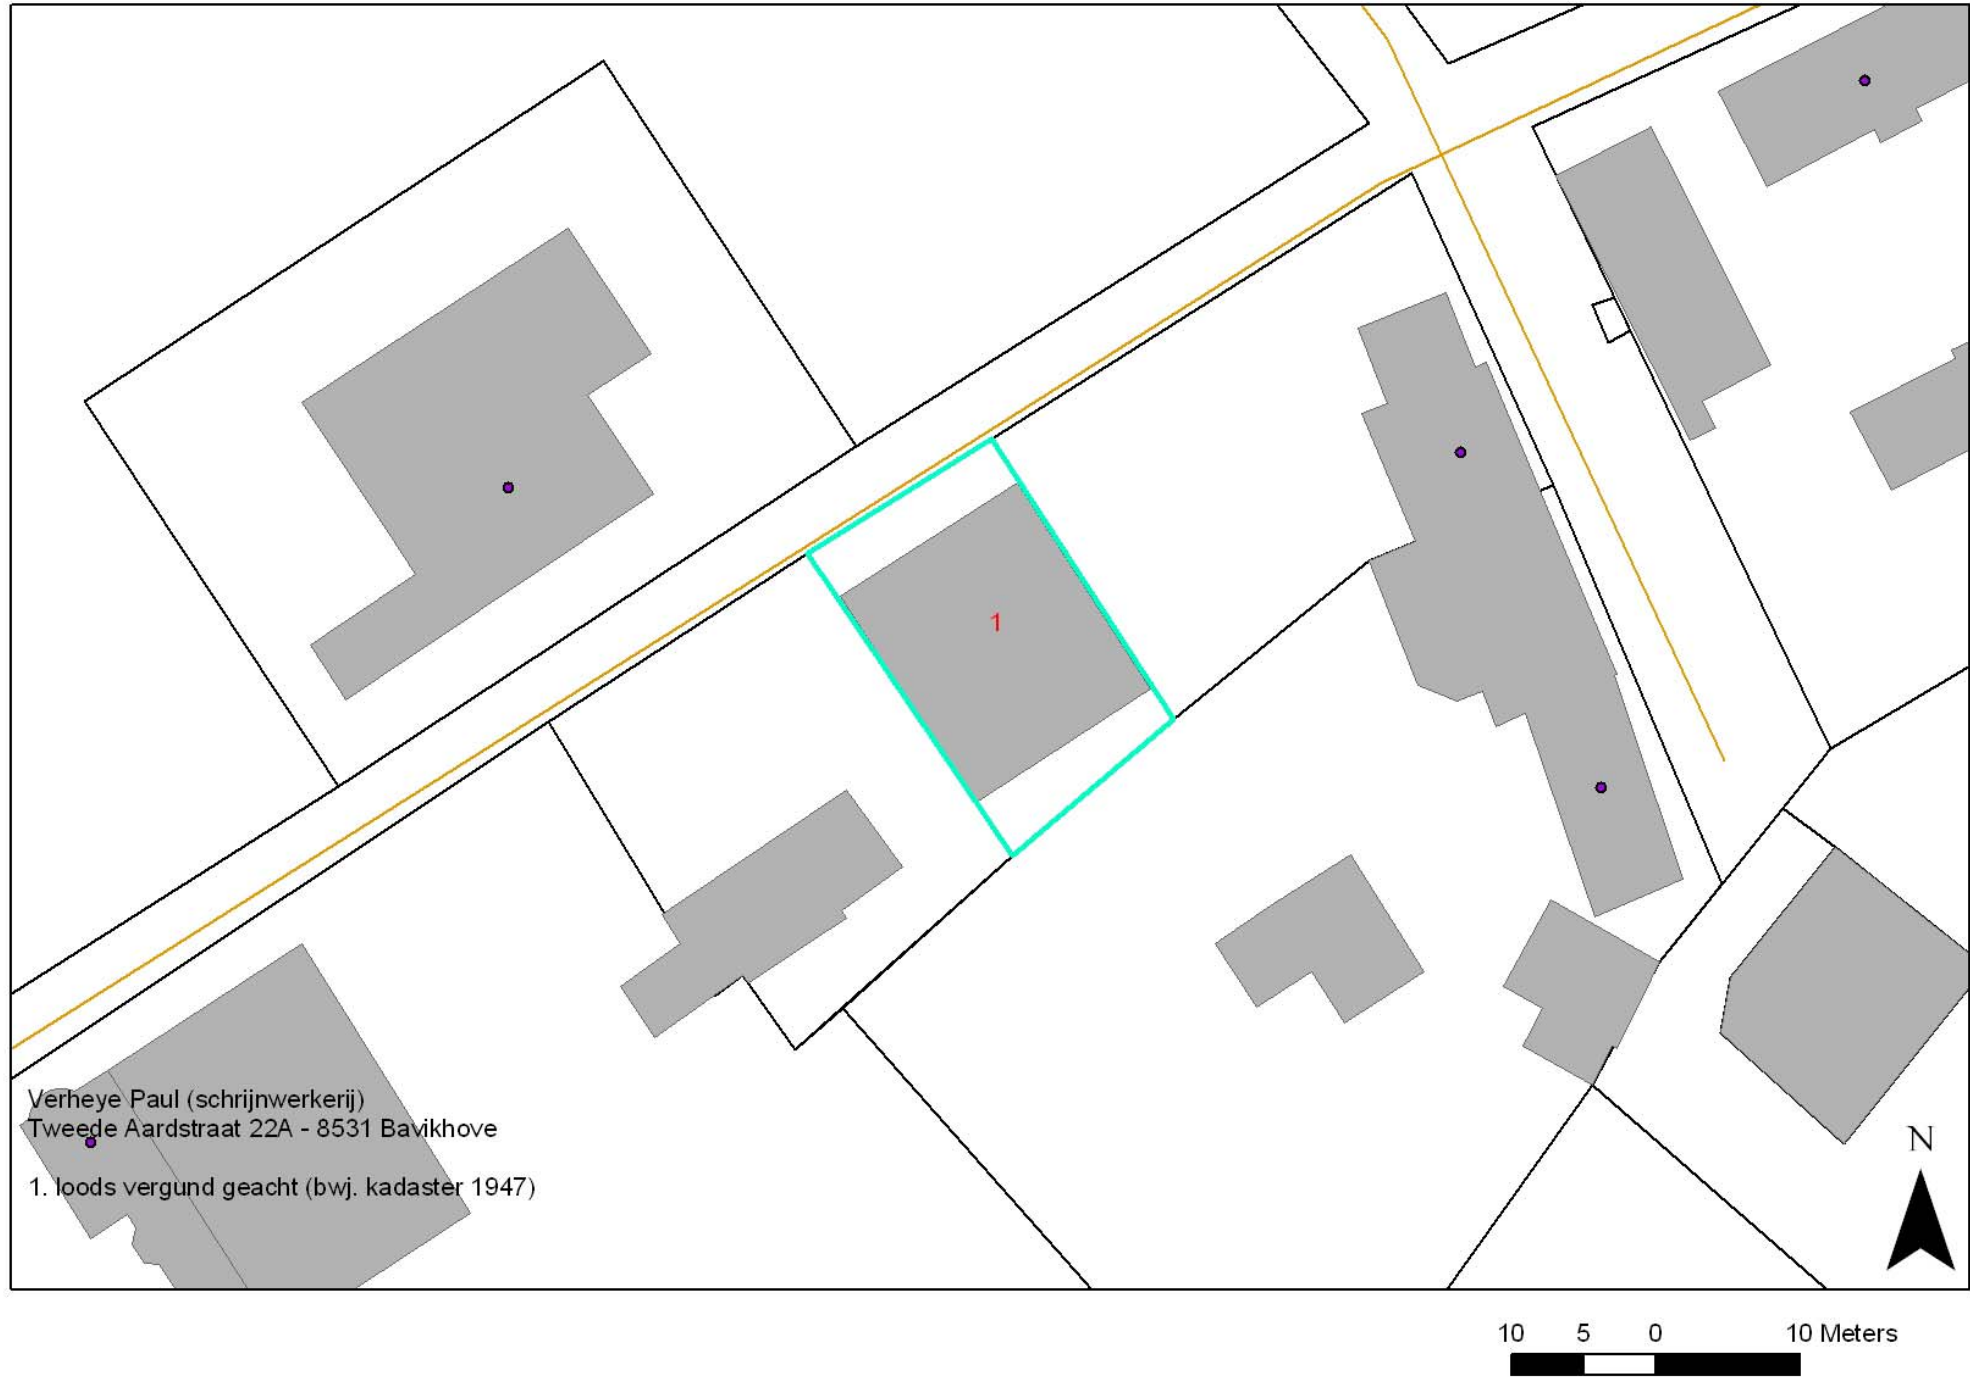 1
Verheye Paul (schrijnwerkerij)
Tweede Aardstraat 22A - 8531 Bavikhove
1. loods vergund geacht (bwj. kadaster 1947)
N
10 5 0 10 Meters